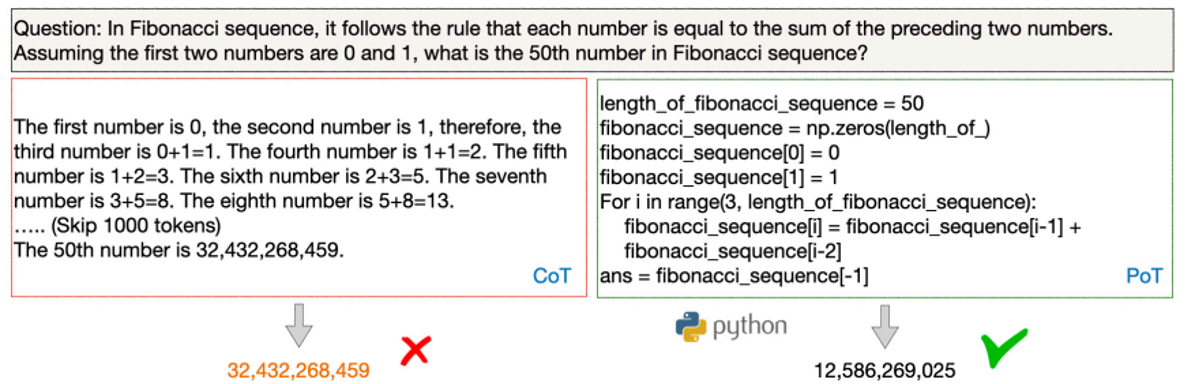 Question: In Fibonacci sequence, it follows the rule that each number is equal to the sum of the preceding two numbers.
Assuming the first two numbers are 0 and 1, what is the 50th number in Fibonacci sequence?
The first number is 0, the second number is 1, therefore, the
third number is 0+1=1. The fourth number is 1+1=2. The fifth
number is 1+2=3. The sixth number is 2+3=5. The seventh
number is 3+5=8. The eighth number is 5+8=13.
….. (Skip 1000 tokens)
The 50th number is 32,432,268,459.
CoT
length_of_fibonacci_sequence = 50
fibonacci_sequence = np.zeros(length_of_)
fibonacci_sequence[0] = 0
fibonacci_sequence[1] = 1
For i in range(3, length_of_fibonacci_sequence):
fibonacci_sequence[i] = fibonacci_sequence[i-1] +
fibonacci_sequence[i-2]
ans = fibonacci_sequence[-1]
PoT
python
32,432,268,459
12,586,269,025